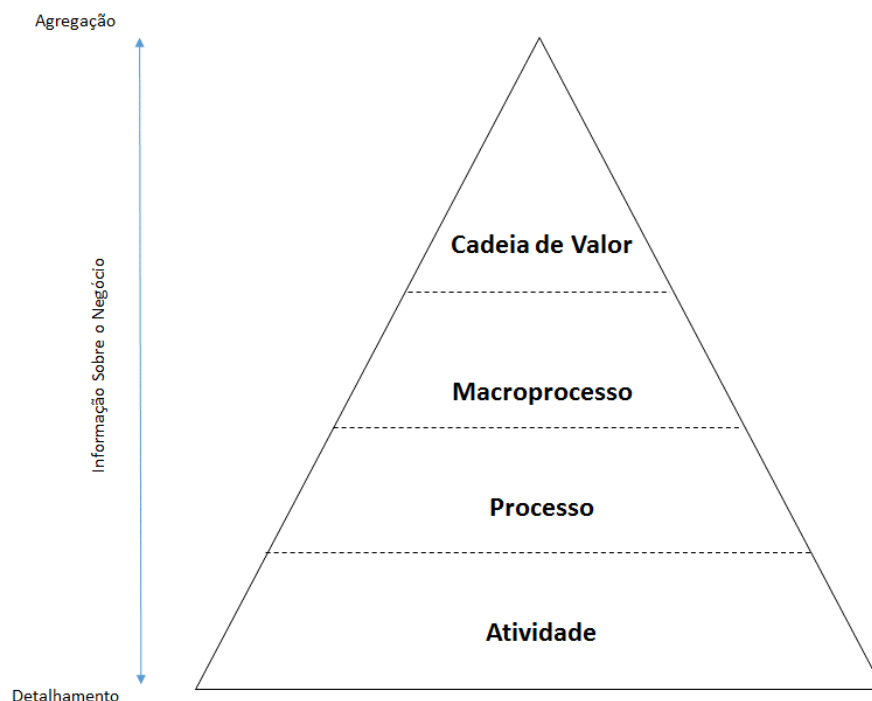 Agregação
Informação Sobre o Negócio
Cadeia de Valor
Macroprocesso
Processo
Atividade
Detalhamento